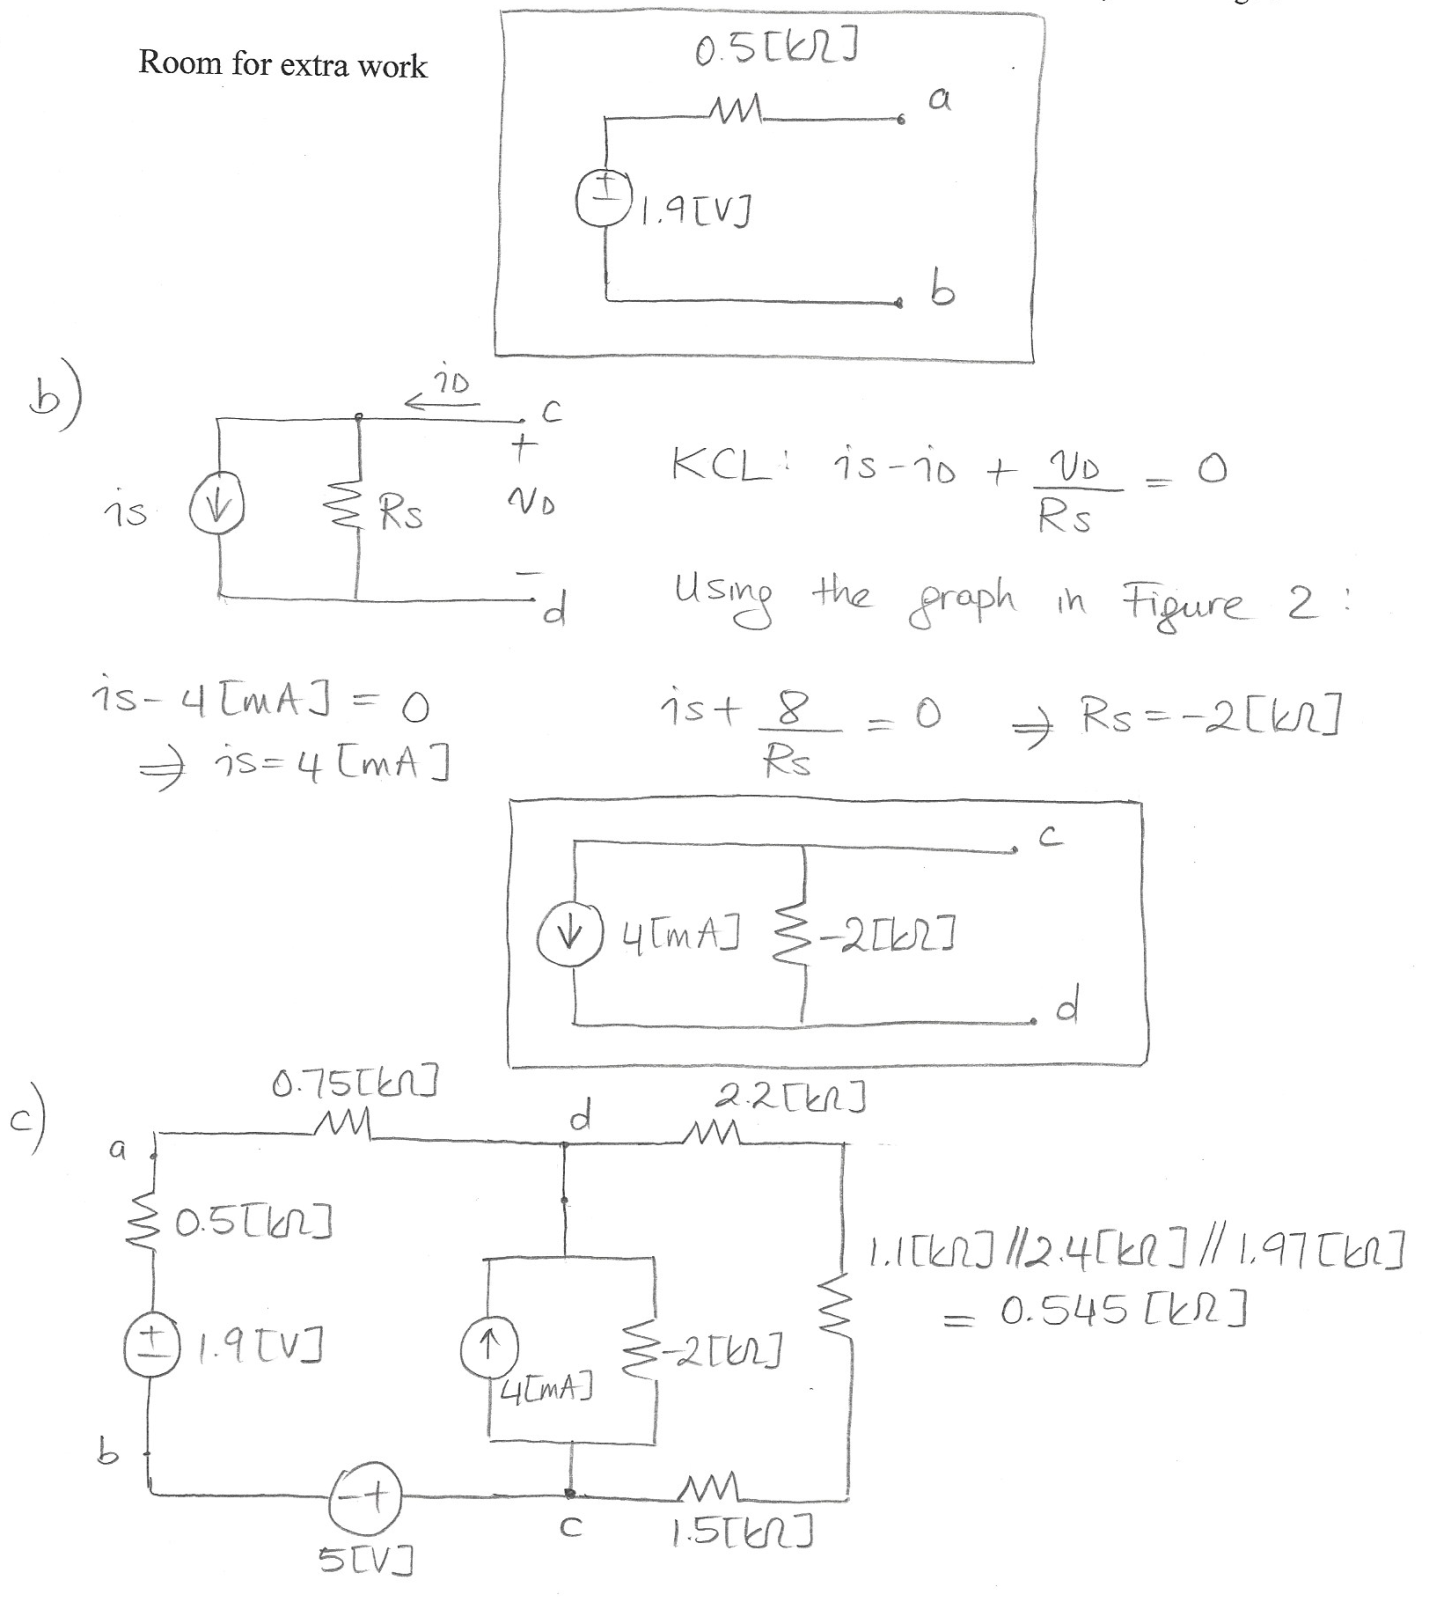 Room for extra work
0.5[kΩ]
a
1.9[V]
b
b)
iD
c
+
is
Rs
vD
-
d
KCL: is - iD + vD/Rs = 0
Using the graph in Figure 2:
is - 4[mA] = 0
⇒ is = 4[mA]
is + 8/Rs = 0 ⇒ Rs = -2[kΩ]
c
4[mA]
-2[kΩ]
d
c)
0.75[kΩ]
d
2.2[kΩ]
a
0.5[kΩ]
1.1[kΩ]//2.4[kΩ]//1.97[kΩ]
= 0.545[kΩ]
1.9[V]
4[mA]
-2[kΩ]
b
- +
5[V]
c
1.5[kΩ]